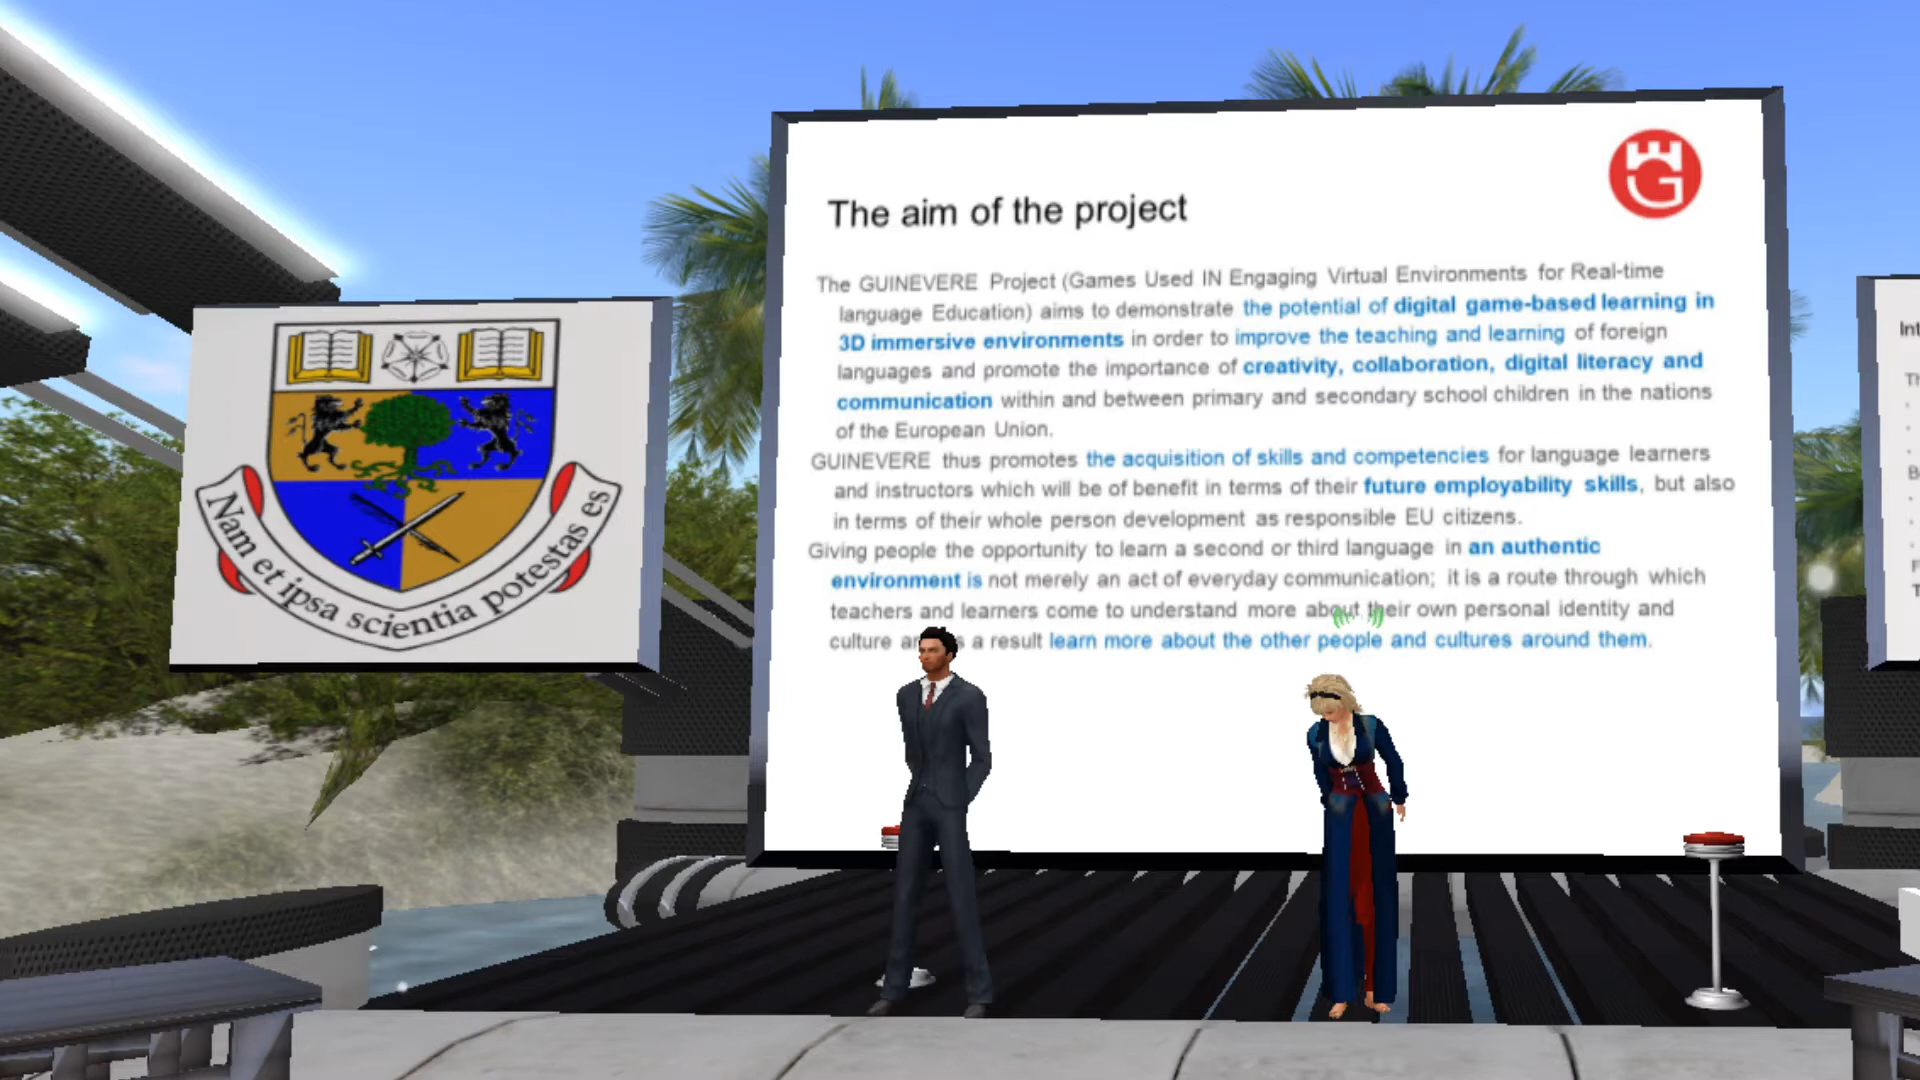 Nam et ipsa scientia potestas es
The aim of the project
G
The GUINEVERE Project (Games Used IN Engaging Virtual Environments for Real-time
language Education) aims to demonstrate the potential of digital game-based learning in
3D immersive environments in order to improve the teaching and learning of foreign
languages and promote the importance of creativity, collaboration, digital literacy and
communication within and between primary and secondary school children in the nations
of the European Union.
GUINEVERE thus promotes the acquisition of skills and competencies for language learners
and instructors which will be of benefit in terms of their future employability skills, but also
in terms of their whole person development as responsible EU citizens.
Giving people the opportunity to learn a second or third language in an authentic
environment is not merely an act of everyday communication; it is a route through which
teachers and learners come to understand more about their own personal identity and
culture a result learn more about the other people and cultures around them.